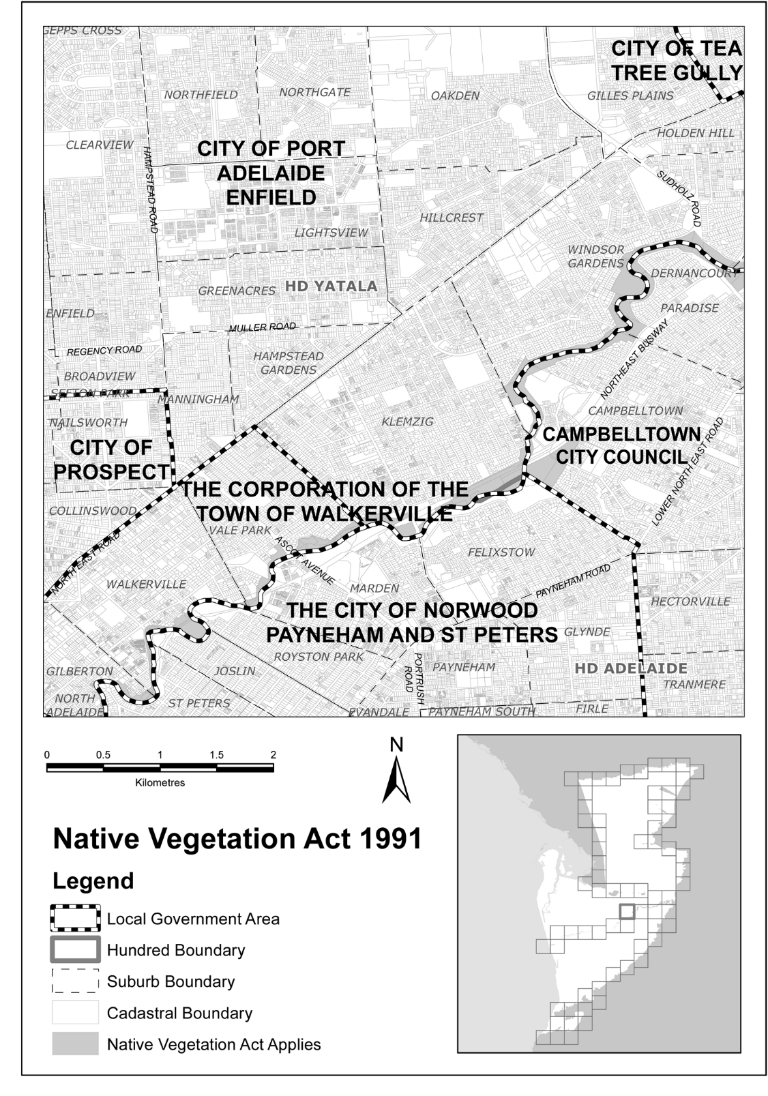 GEPPS CROSS
CITY OF TEA
TREE GULLY
NORTHFIELD
NORTHGATE
OAKDEN
GILLES PLAINS
HOLDEN HILL
CLEARVIEW
HAMPSTEAD ROAD
CITY OF PORT
ADELAIDE
ENFIELD
SUDHOLZ ROAD
HILLCREST
LIGHTSVIEW
WINDSOR
GARDENS
DERNANCOURT
GREENACRES
HD YATALA
PARADISE
ENFIELD
MULLER ROAD
REGENCY ROAD
HAMPSTEAD
GARDENS
NORTHEAST BUSWAY
BROADVIEW
SEFTON PARK
MANNINGHAM
NAILSWORTH
KLEMZIG
CAMPBELLTOWN
CITY OF
PROSPECT
CAMPBELLTOWN
CITY COUNCIL
LOWER NORTH EAST ROAD
THE CORPORATION OF THE
TOWN OF WALKERVILLE
COLLINSWOOD
VALE PARK
NORTH EAST ROAD
ASCOT AVENUE
FELIXSTOW
WALKERVILLE
MARDEN
PAYNEHAM ROAD
HECTORVILLE
THE CITY OF NORWOOD
PAYNEHAM AND ST PETERS
GLYNDE
ROYSTON PARK
PORTRUSH
ROAD
PAYNEHAM
HD ADELAIDE
GILBERTON
JOSLIN
TRANMERE
NORTH
ADELAIDE
ST PETERS
EVANDALE
PAYNEHAM SOUTH
FIRLE
0 0.5 1 1.5 2
Kilometres
N
Native Vegetation Act 1991
Legend
Local Government Area
Hundred Boundary
Suburb Boundary
Cadastral Boundary
Native Vegetation Act Applies